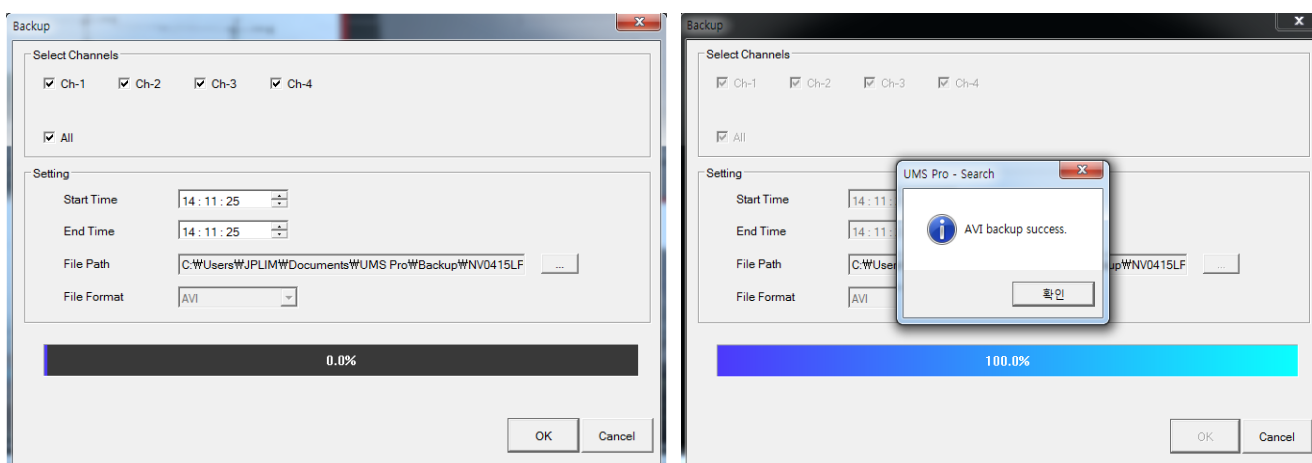 Backup
Select Channels
Ch-1 Ch-2 Ch-3 Ch-4
All
Setting
Start Time 14 : 11 : 25
End Time 14 : 11 : 25
File Path C:₩Users₩JPLIM₩Documents₩UMS Pro₩Backup₩NV0415LF ...
File Format AVI
0.0%
OK Cancel
Backup
Select Channels
Ch-1 Ch-2 Ch-3 Ch-4
All
Setting
Start Time 14 : 11 :
End Time 14 : 11 :
File Path C:₩User up₩NV0415LF ...
File Format AVI
UMS Pro - Search
AVI backup success.
확인
100.0%
OK Cancel